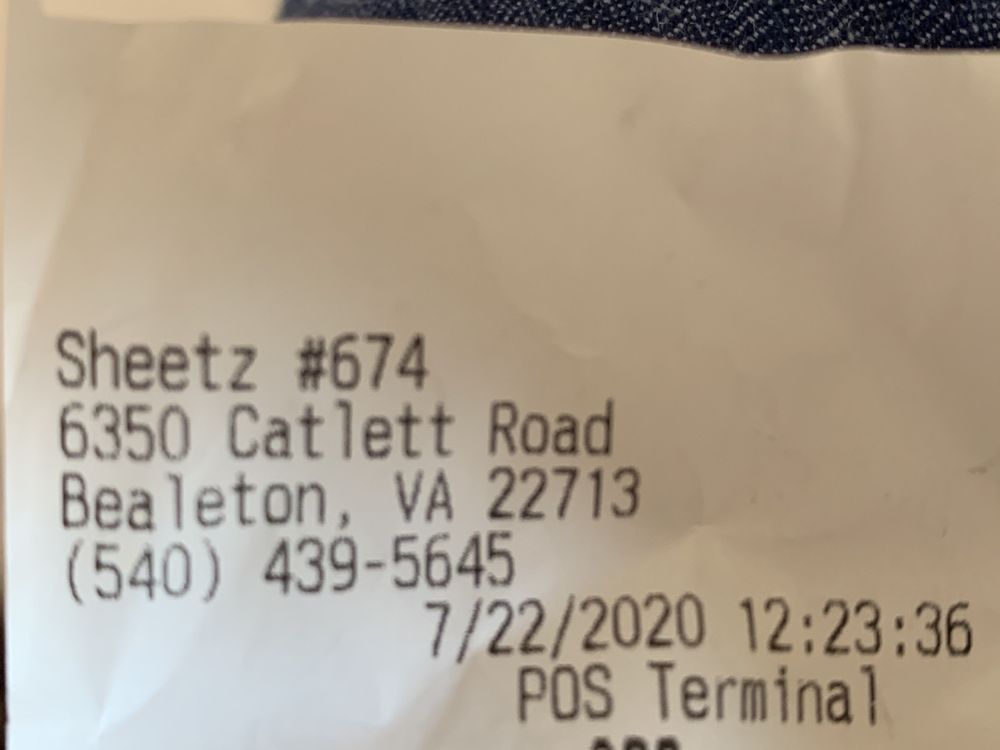 Sheetz #674
6350 Catlett Road
Bealeton, VA 22713
(540) 439-5645
7/22/2020 12:23:36
POS Terminal